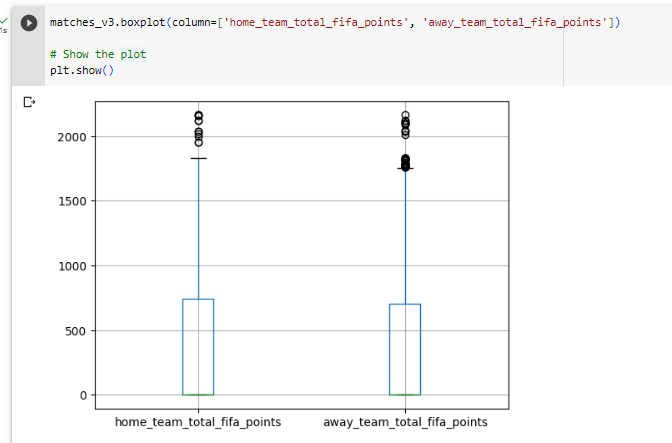 matches_v3.boxplot(column=['home_team_total_fifa_points', 'away_team_total_fifa_points'])
# Show the plot
plt.show()
1s
2000
1500
1000
500
0
home_team_total_fifa_points away_team_total_fifa_points